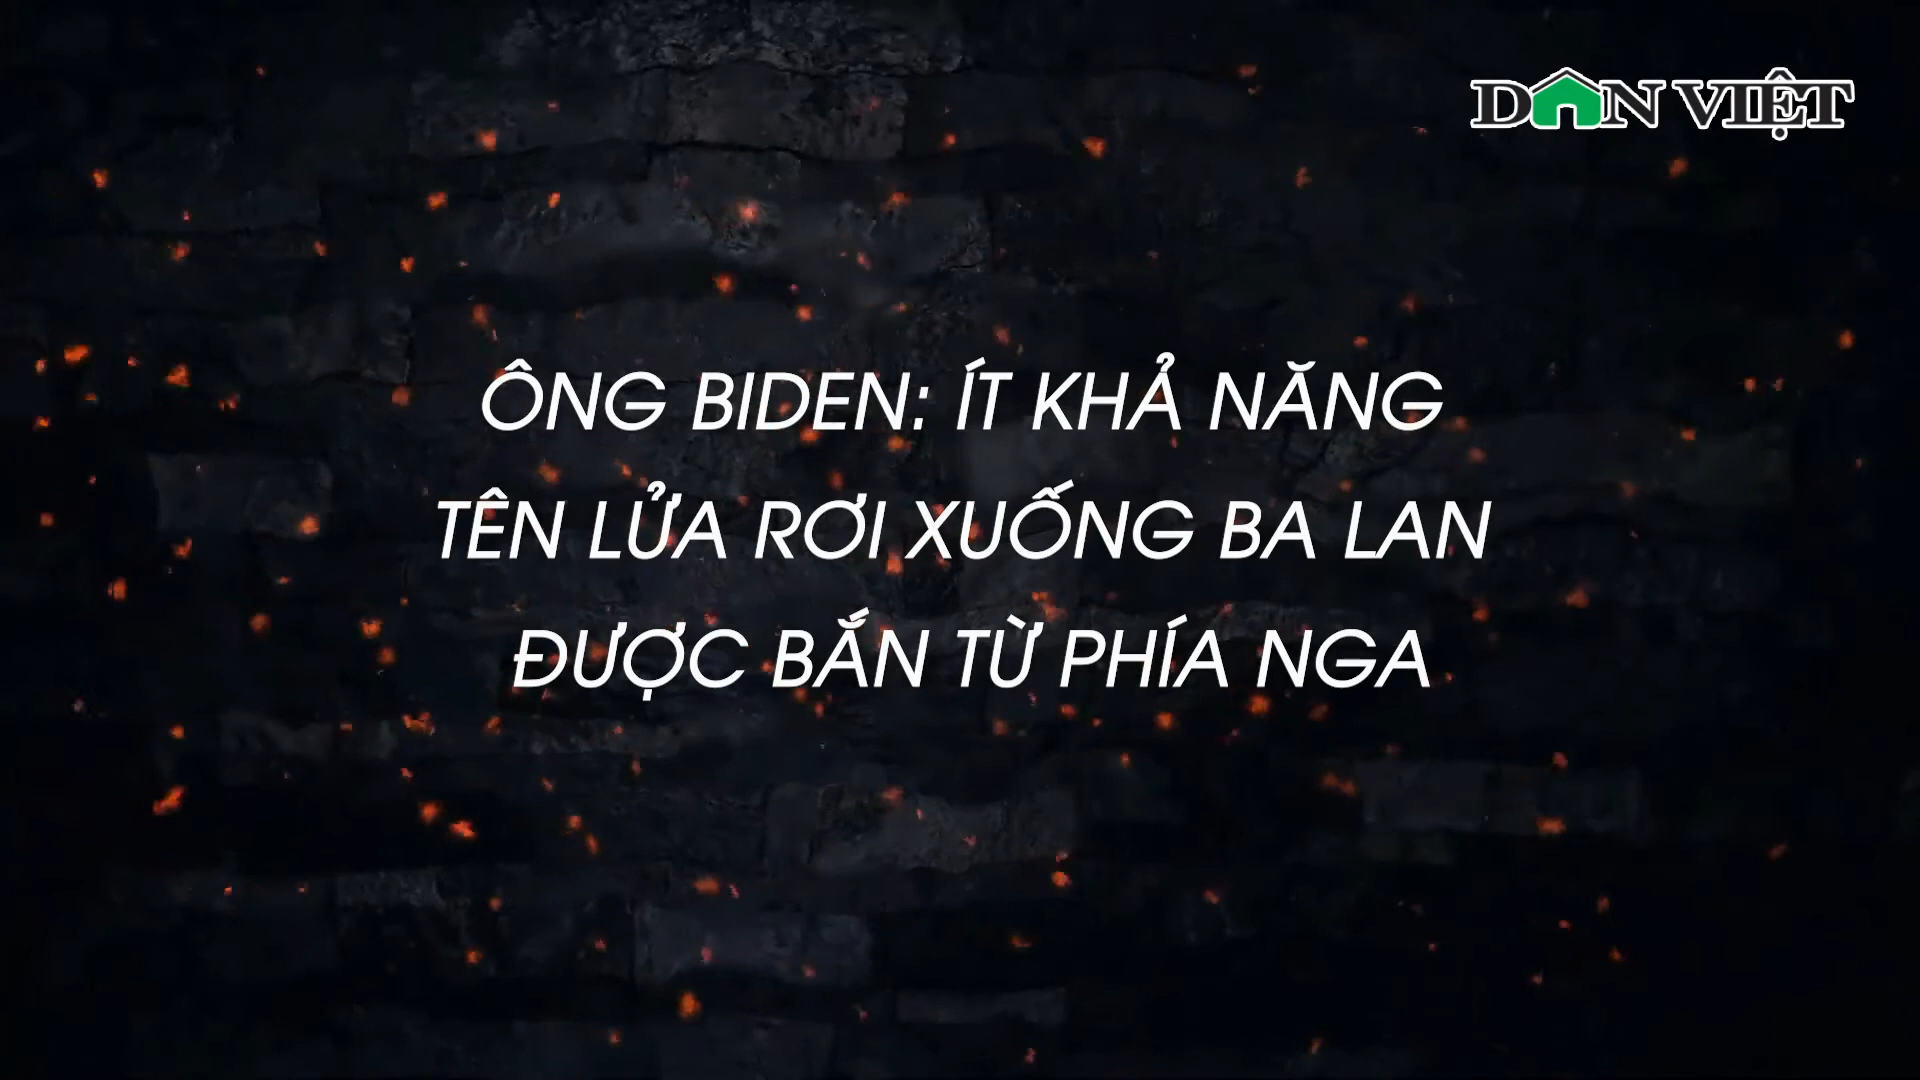 DÂN VIỆT
ÔNG BIDEN: ÍT KHẢ NĂNG
TÊN LỬA RƠI XUỐNG BA LAN
ĐƯỢC BẮN TỪ PHÍA NGA